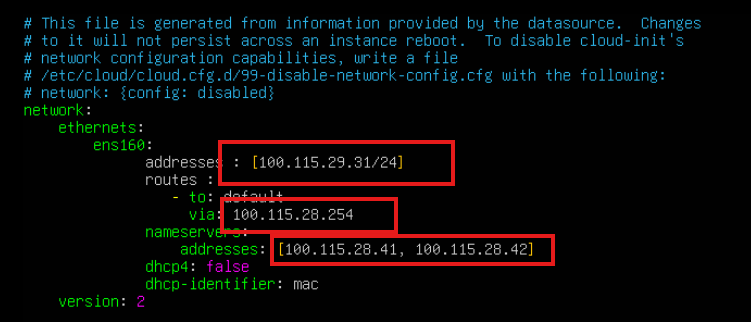 # This file is generated from information provided by the datasource.  Changes
# to it will not persist across an instance reboot.  To disable cloud-init's
# network configuration capabilities, write a file
# /etc/cloud/cloud.cfg.d/99-disable-network-config.cfg with the following:
# network: {config: disabled}
network:
    ethernets:
        ens160:
              addresses : [100.115.29.31/24]
              routes :
                 - to: default
                   via: 100.115.28.254
              nameservers:
                  addresses: [100.115.28.41, 100.115.28.42]
              dhcp4: false
              dhcp-identifier: mac
    version: 2